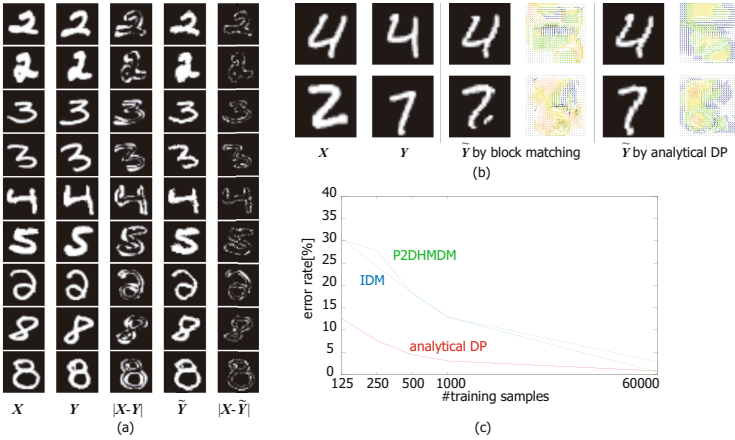 X Y |X-Y| Ỹ |X-Ỹ|
(a)
X Y Ỹ by block matching Ỹ by analytical DP
(b)
40
35
30
25
20
15
10
5
0
error rate[%]
P2DHMDM
IDM
analytical DP
125 250 500 1000 60000
#training samples
(c)